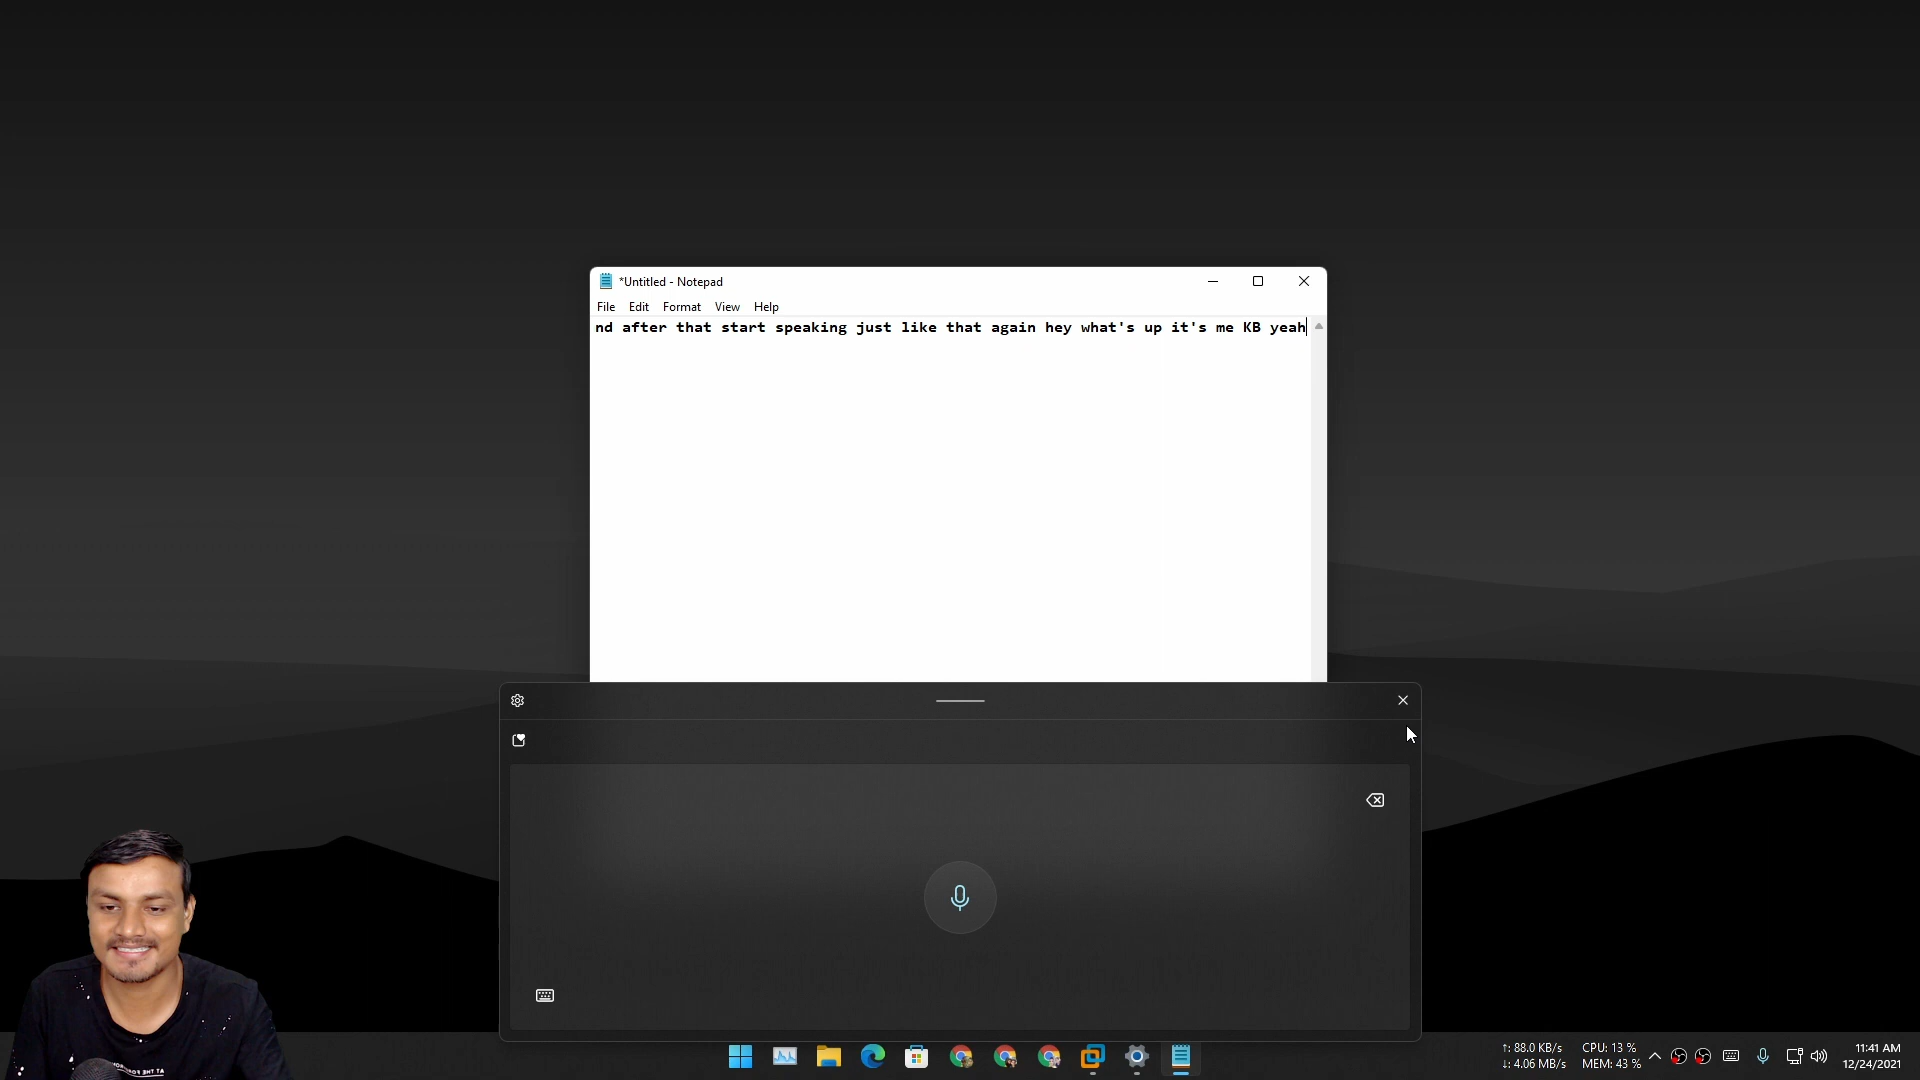 *Untitled - Notepad
File Edit Format View Help
nd after that start speaking just like that again hey what's up it's me KB yeah
↑: 88.0 KB/s CPU: 13 % 11:41 AM
↓: 4.06 MB/s MEM: 43 % 12/24/2021